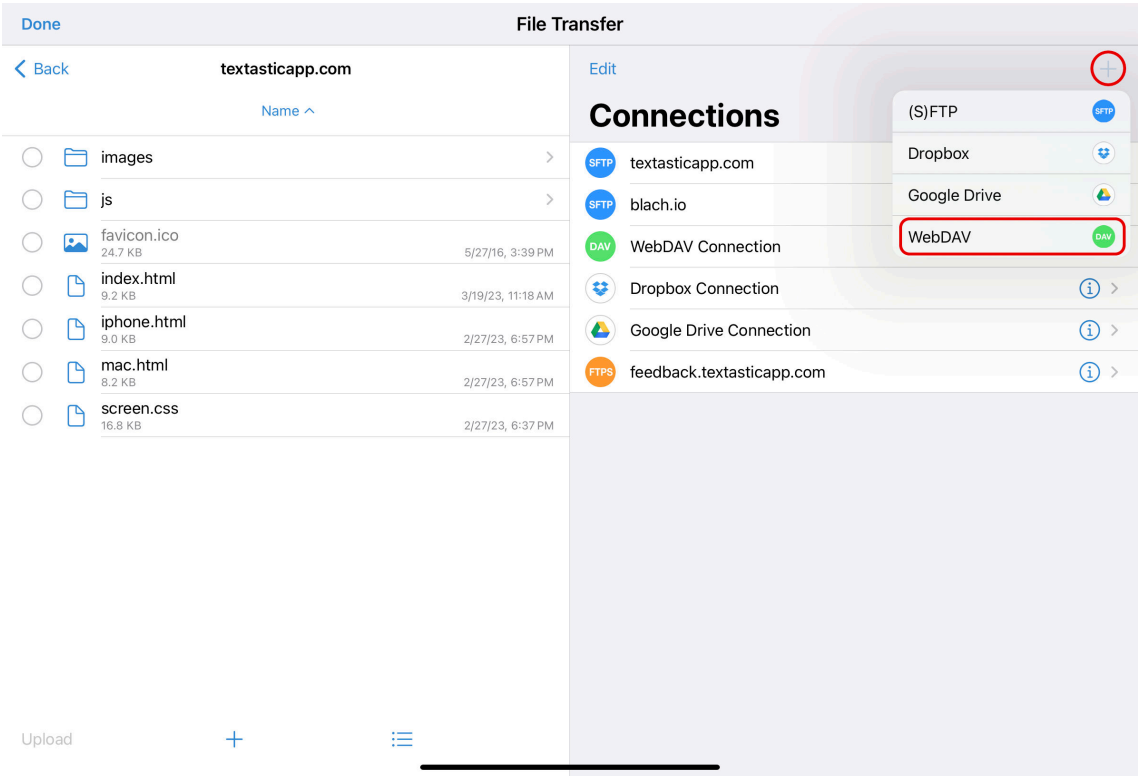 Done
File Transfer
Back
textasticapp.com
Name
images
js
favicon.ico
24.7 KB
5/27/16, 3:39 PM
index.html
9.2 KB
3/19/23, 11:18 AM
iphone.html
9.0 KB
2/27/23, 6:57 PM
mac.html
8.2 KB
2/27/23, 6:57 PM
screen.css
16.8 KB
2/27/23, 6:37 PM
Upload
Edit
Connections
SFTP textasticapp.com
SFTP blach.io
DAV WebDAV Connection
Dropbox Connection
Google Drive Connection
FTPS feedback.textasticapp.com
(S)FTP SFTP
Dropbox
Google Drive
WebDAV DAV